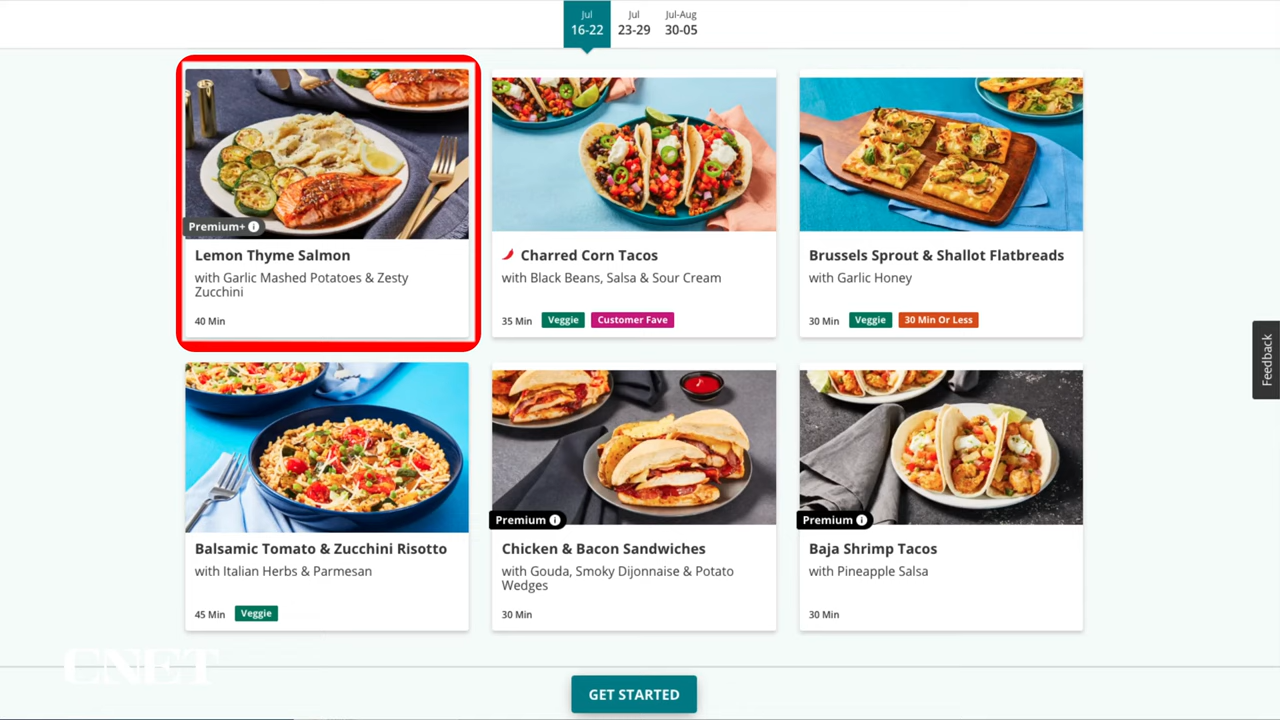 Jul
16-22
Jul
23-29
Jul-Aug
30-05
Premium+ i
Lemon Thyme Salmon
with Garlic Mashed Potatoes & Zesty
Zucchini
40 Min
Charred Corn Tacos
with Black Beans, Salsa & Sour Cream
35 Min Veggie Customer Fave
Brussels Sprout & Shallot Flatbreads
with Garlic Honey
30 Min Veggie 30 Min Or Less
Feedback
Balsamic Tomato & Zucchini Risotto
with Italian Herbs & Parmesan
45 Min Veggie
Premium i
Chicken & Bacon Sandwiches
with Gouda, Smoky Dijonnaise & Potato
Wedges
30 Min
Premium i
Baja Shrimp Tacos
with Pineapple Salsa
30 Min
CNET
GET STARTED